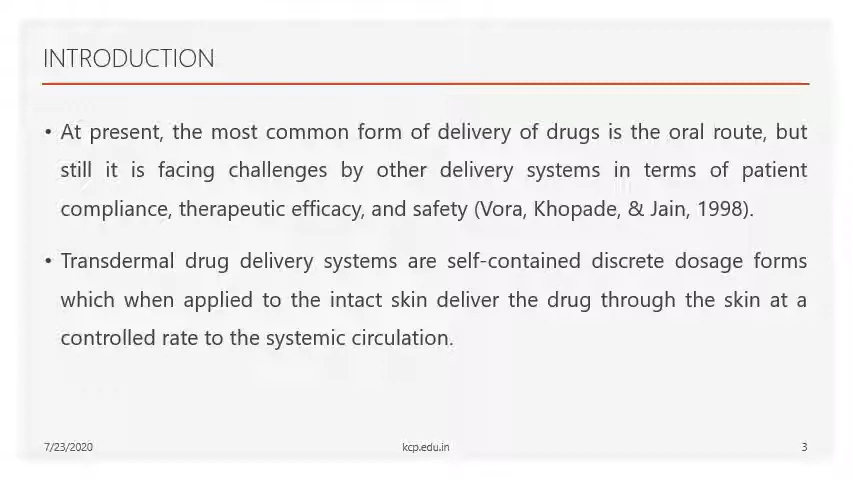 INTRODUCTION
• At present, the most common form of delivery of drugs is the oral route, but
still it is facing challenges by other delivery systems in terms of patient
compliance, therapeutic efficacy, and safety (Vora, Khopade, & Jain, 1998).
• Transdermal drug delivery systems are self-contained discrete dosage forms
which when applied to the intact skin deliver the drug through the skin at a
controlled rate to the systemic circulation.
7/23/2020 kcp.edu.in 3